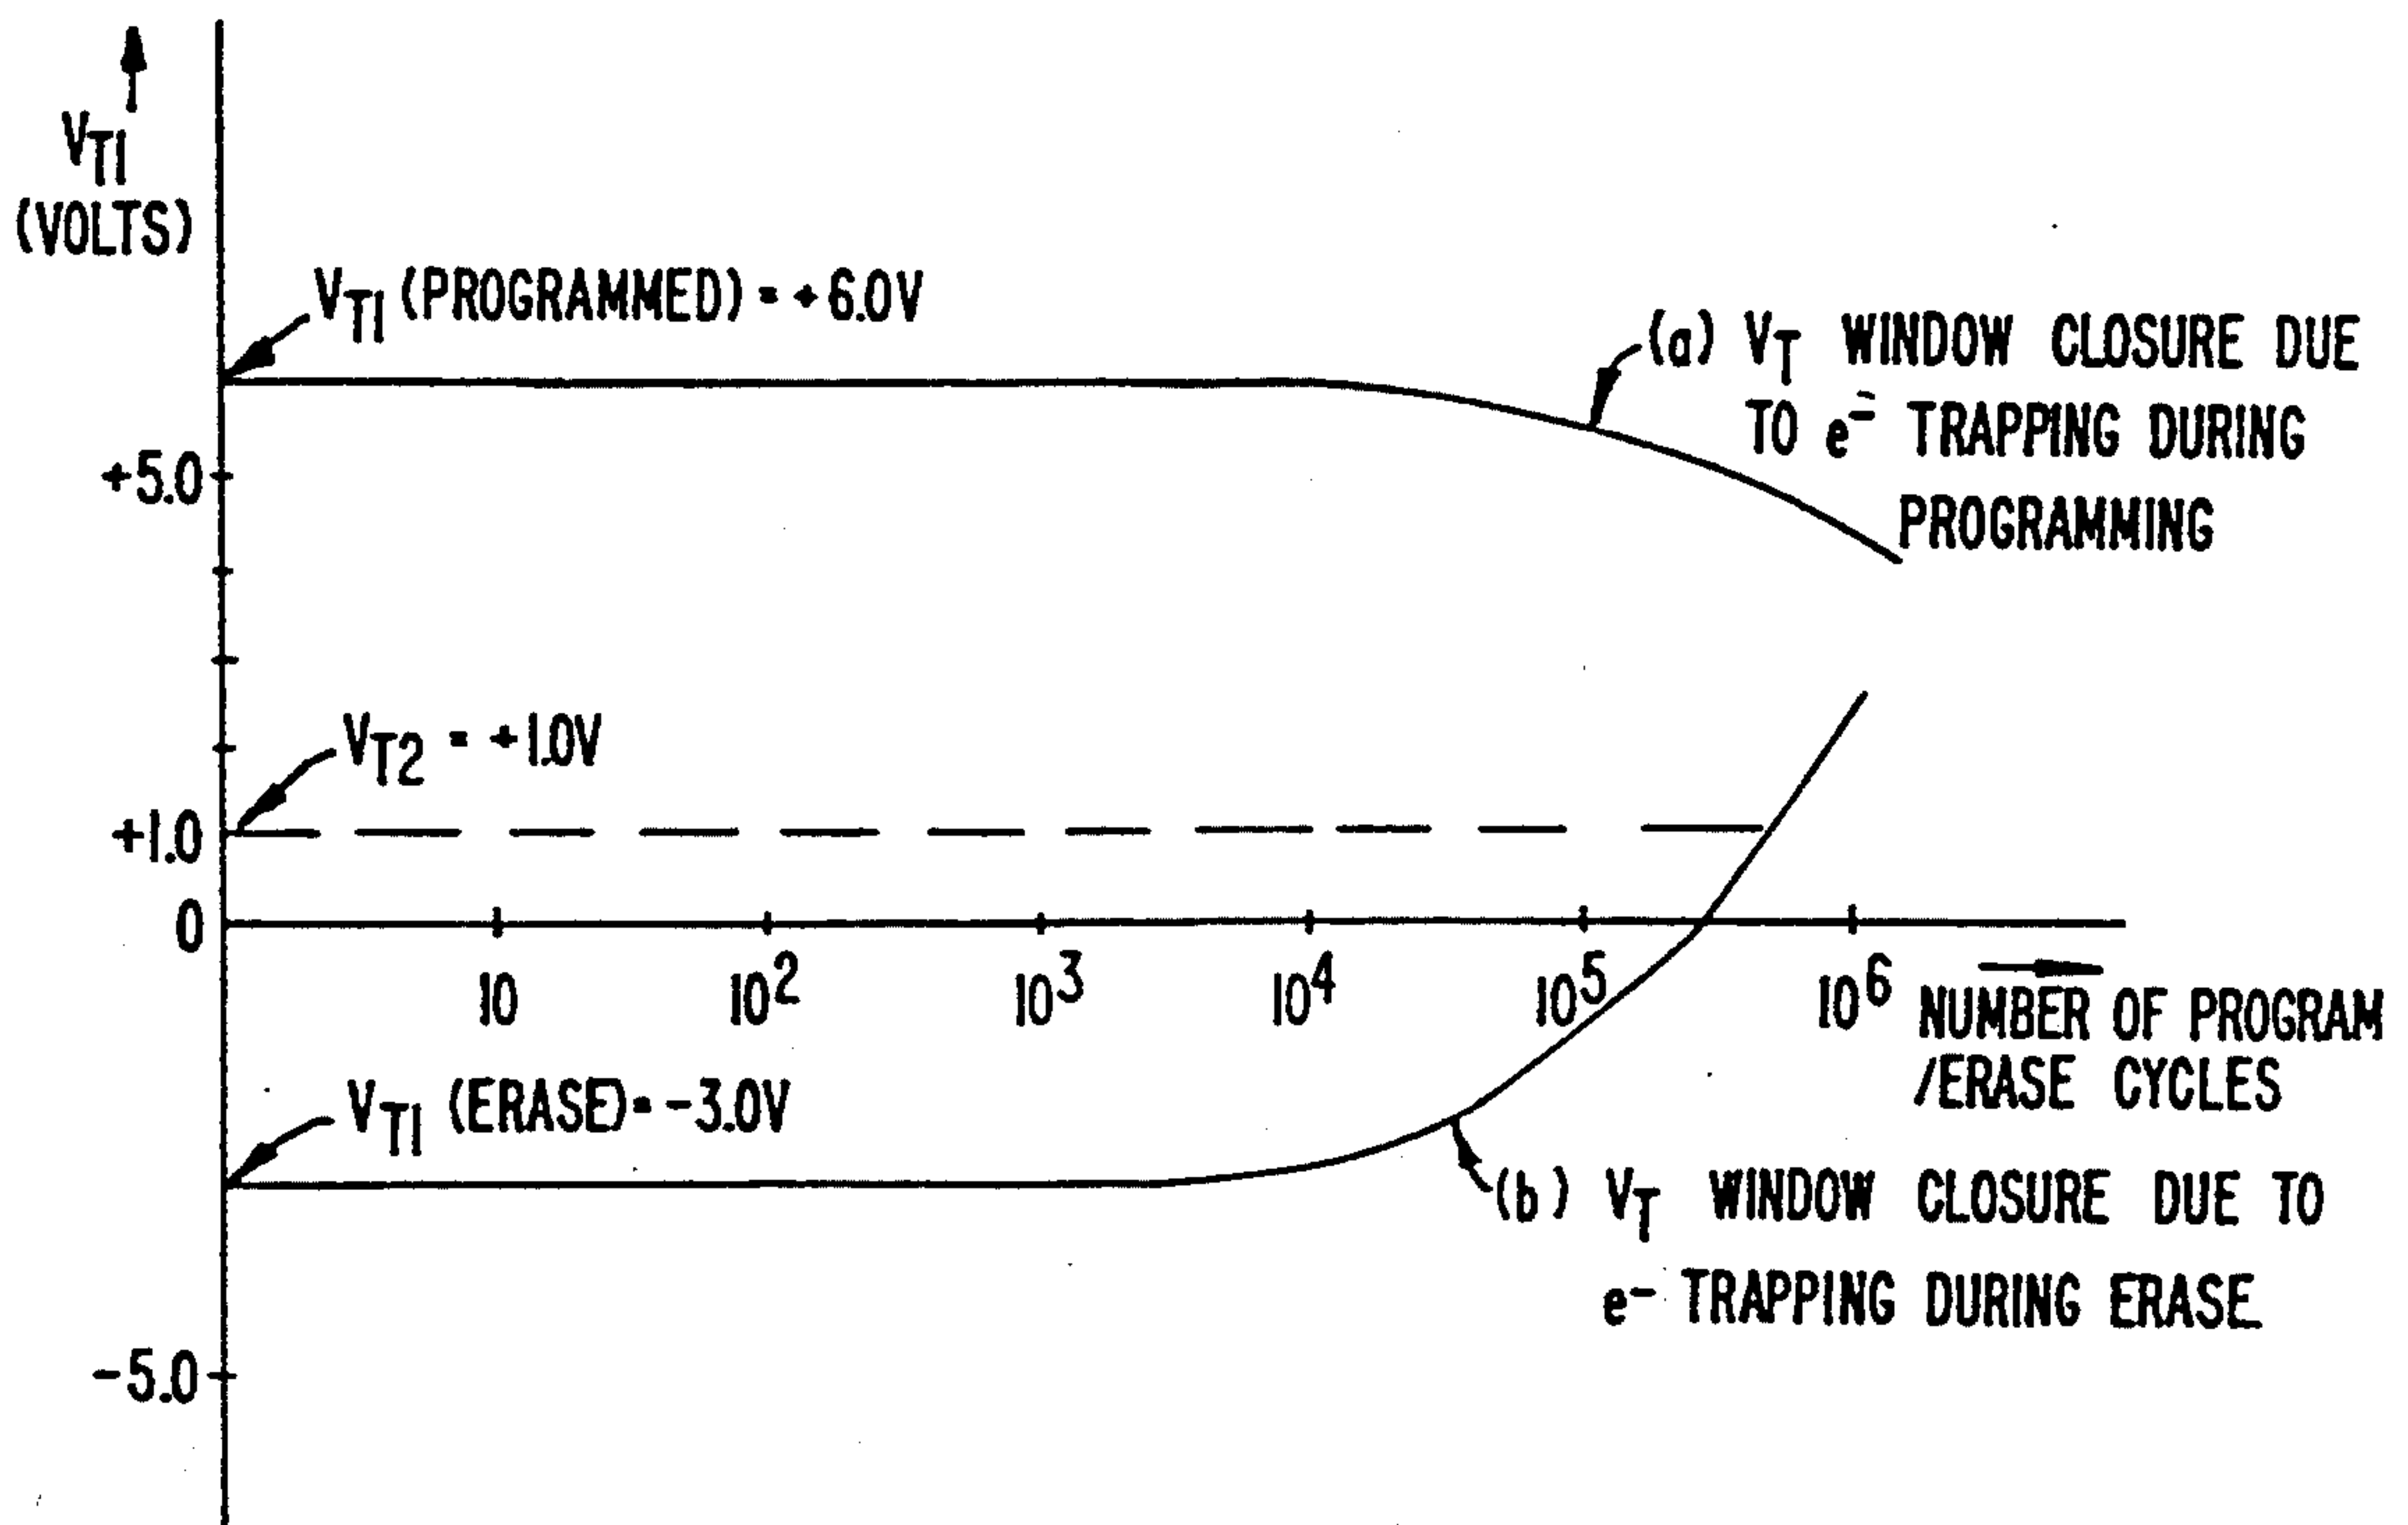 V_T1
(VOLTS)
V_T1 (PROGRAMMED) = +6.0V
(a) V_T WINDOW CLOSURE DUE
TO e⁻ TRAPPING DURING
PROGRAMMING
+5.0
V_T2 = +1.0V
+1.0
0
10
10²
10³
10⁴
10⁵
10⁶
NUMBER OF PROGRAM
/ERASE CYCLES
V_T1 (ERASE)= -3.0V
(b) V_T WINDOW CLOSURE DUE TO
e⁻ TRAPPING DURING ERASE
-5.0